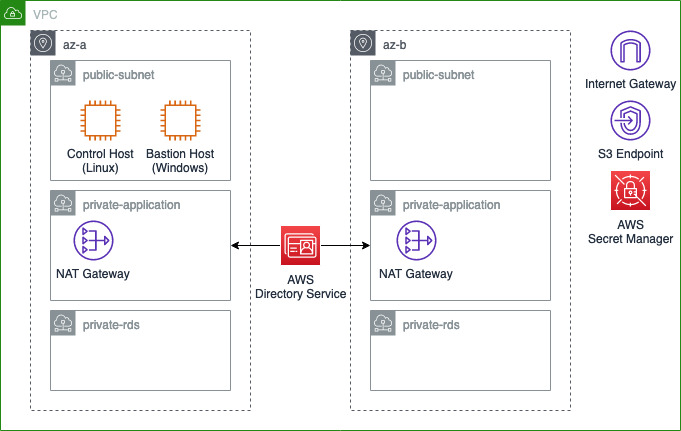 VPC
az-a
az-b
public-subnet
public-subnet
Internet Gateway
Control Host
(Linux)
Bastion Host
(Windows)
S3 Endpoint
private-application
private-application
AWS
Secret Manager
NAT Gateway
AWS
Directory Service
NAT Gateway
private-rds
private-rds